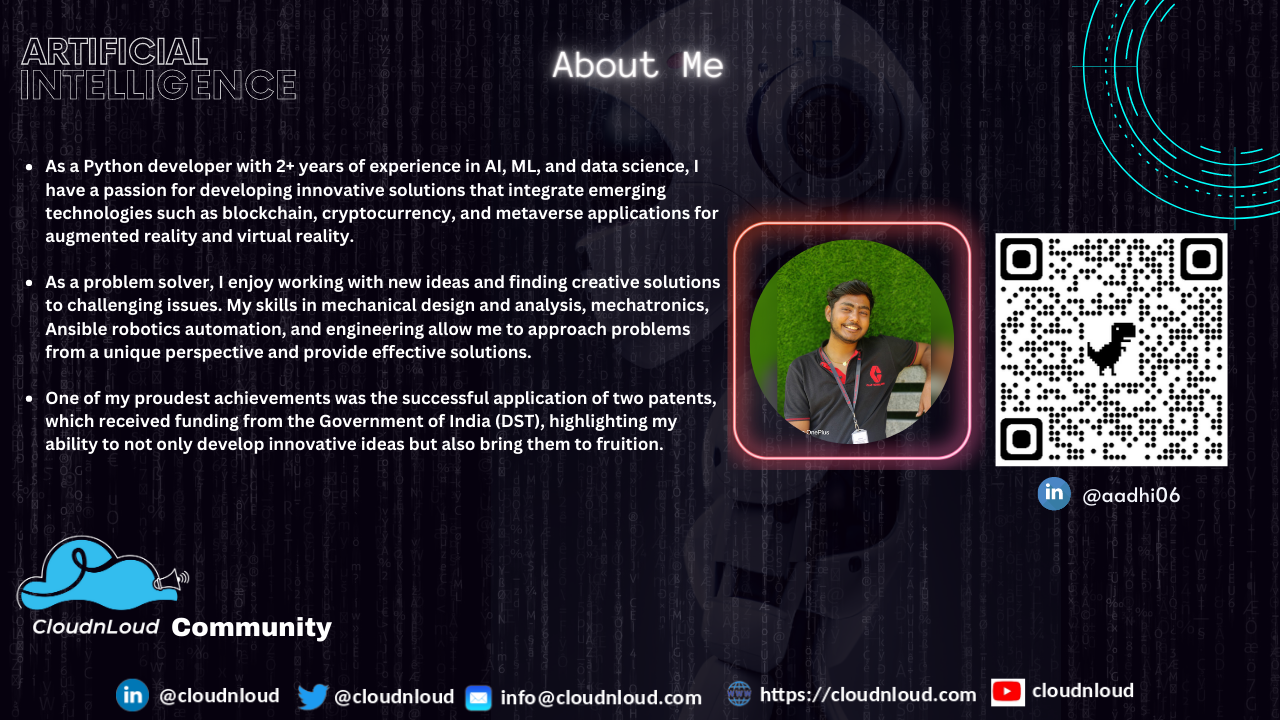 ARTIFICIAL
INTELLIGENCE
About Me
As a Python developer with 2+ years of experience in AI, ML, and data science, I
have a passion for developing innovative solutions that integrate emerging
technologies such as blockchain, cryptocurrency, and metaverse applications for
augmented reality and virtual reality.
As a problem solver, I enjoy working with new ideas and finding creative solutions
to challenging issues. My skills in mechanical design and analysis, mechatronics,
Ansible robotics automation, and engineering allow me to approach problems
from a unique perspective and provide effective solutions.
One of my proudest achievements was the successful application of two patents,
which received funding from the Government of India (DST), highlighting my
ability to not only develop innovative ideas but also bring them to fruition.
OnePlus
in @aadhi06
CloudnLoud Community
in @cloudnloud @cloudnloud info@cloudnloud.com https://cloudnloud.com cloudnloud